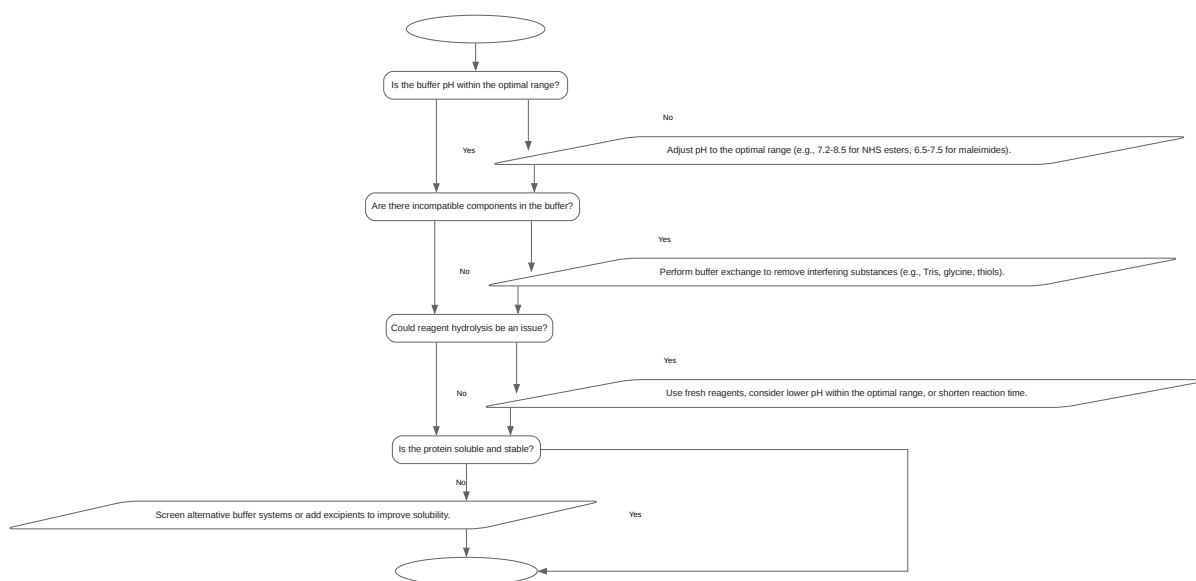 Is the buffer pH within the optimal range?
No
Yes
Adjust pH to the optimal range (e.g., 7.2-8.5 for NHS esters, 6.5-7.5 for maleimides).
Are there incompatible components in the buffer?
Yes
No
Perform buffer exchange to remove interfering substances (e.g., Tris, glycine, thiols).
Could reagent hydrolysis be an issue?
Yes
No
Use fresh reagents, consider lower pH within the optimal range, or shorten reaction time.
Is the protein soluble and stable?
No
Screen alternative buffer systems or add excipients to improve solubility.
Yes